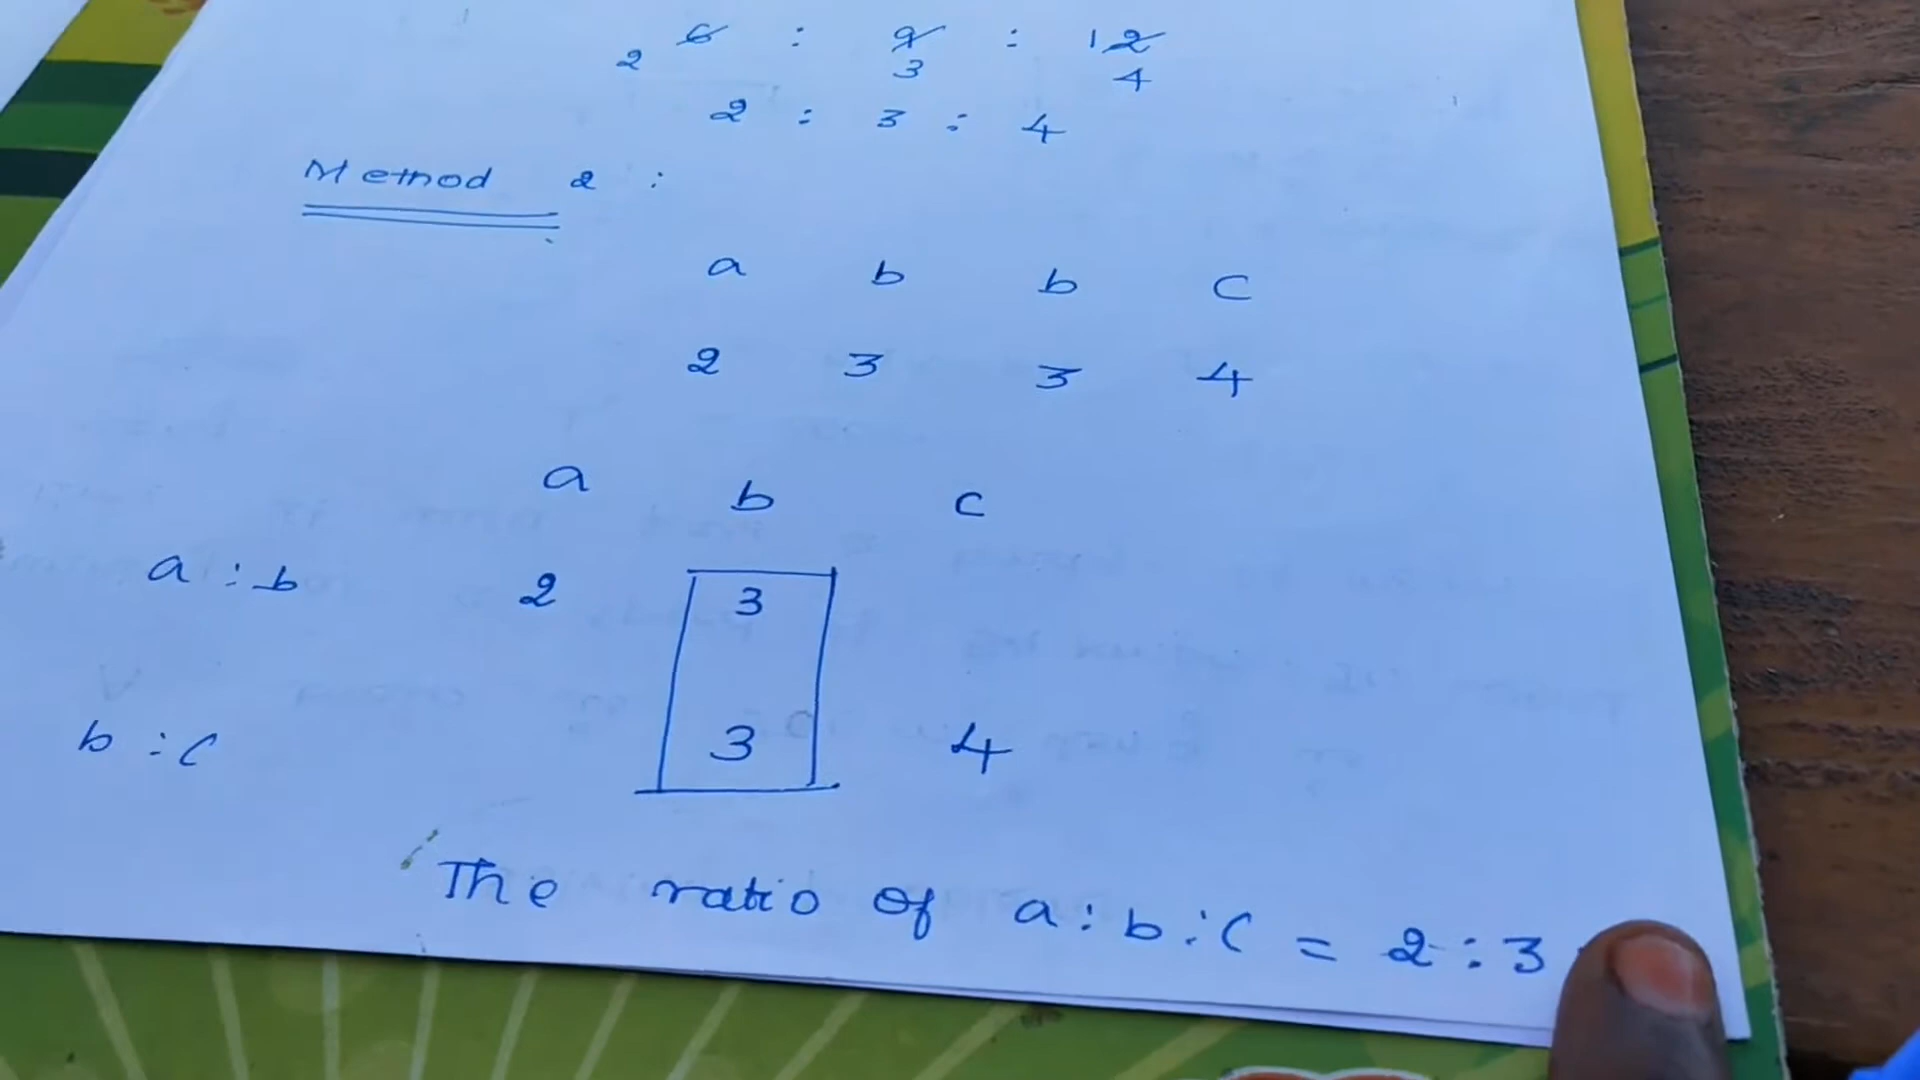 6 : 9 : 12
2 3 4
2 : 3 : 4
Method 2 :
a b b c
2 3 3 4
a b c
a : b 2 3
b : c 3 4
The ratio of a : b : c = 2 : 3